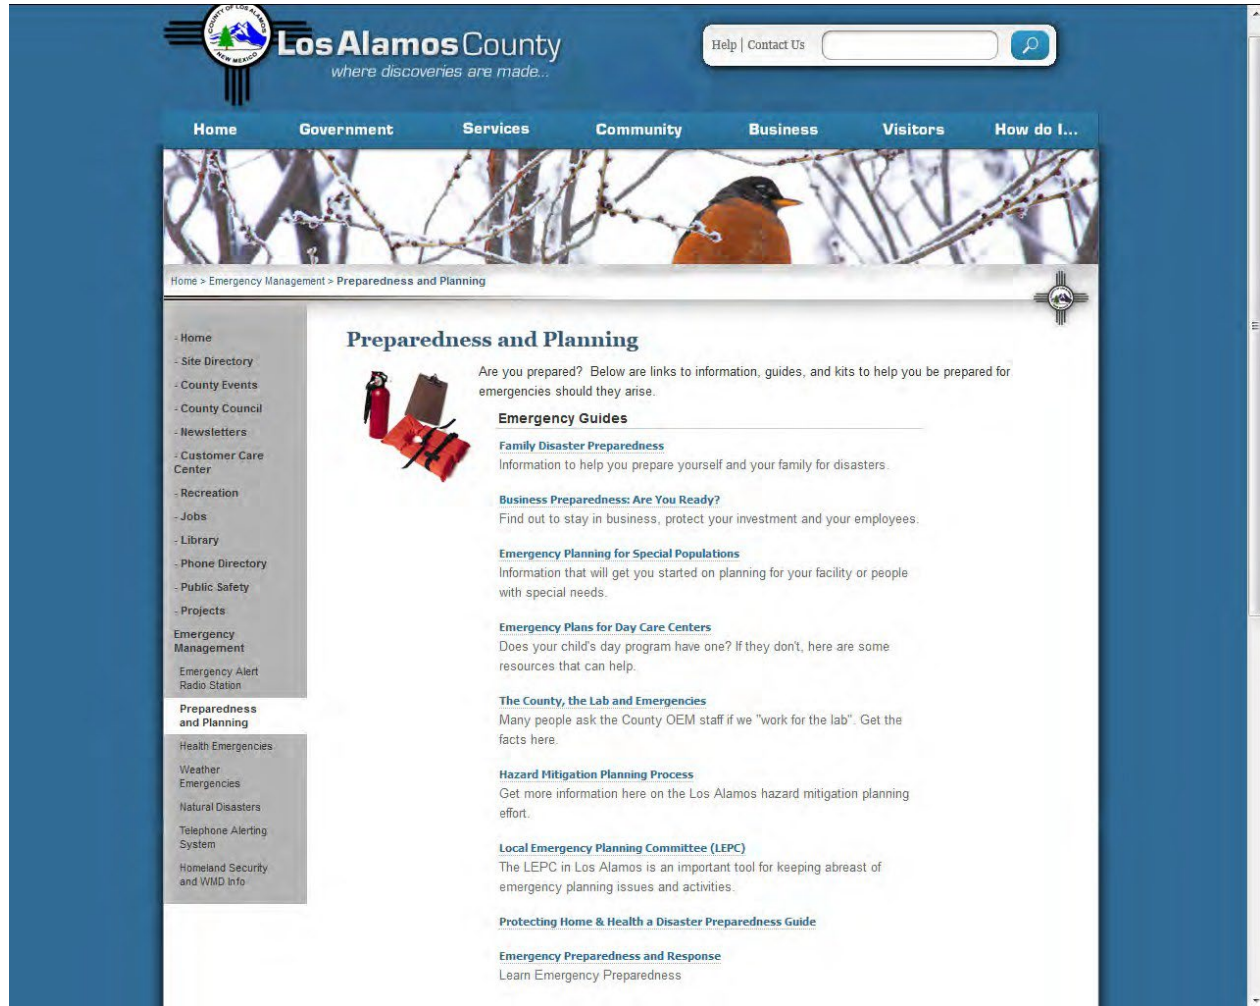 COUNTY OF LOS ALAMOS
NEW MEXICO
Los Alamos County
where discoveries are made...
Help | Contact Us
Home Government Services Community Business Visitors How do I...
Home > Emergency Management > Preparedness and Planning
- Home
- Site Directory
- County Events
- County Council
- Newsletters
- Customer Care
Center
- Recreation
- Jobs
- Library
- Phone Directory
- Public Safety
- Projects
Emergency
Management
Emergency Alert
Radio Station
Preparedness
and Planning
Health Emergencies
Weather
Emergencies
Natural Disasters
Telephone Alerting
System
Homeland Security
and WMD Info
Preparedness and Planning
Are you prepared? Below are links to information, guides, and kits to help you be prepared for
emergencies should they arise.
Emergency Guides
Family Disaster Preparedness
Information to help you prepare yourself and your family for disasters.
Business Preparedness: Are You Ready?
Find out to stay in business, protect your investment and your employees.
Emergency Planning for Special Populations
Information that will get you started on planning for your facility or people
with special needs.
Emergency Plans for Day Care Centers
Does your child's day program have one? If they don't, here are some
resources that can help.
The County, the Lab and Emergencies
Many people ask the County OEM staff if we "work for the lab". Get the
facts here.
Hazard Mitigation Planning Process
Get more information here on the Los Alamos hazard mitigation planning
effort.
Local Emergency Planning Committee (LEPC)
The LEPC in Los Alamos is an important tool for keeping abreast of
emergency planning issues and activities.
Protecting Home & Health a Disaster Preparedness Guide
Emergency Preparedness and Response
Learn Emergency Preparedness